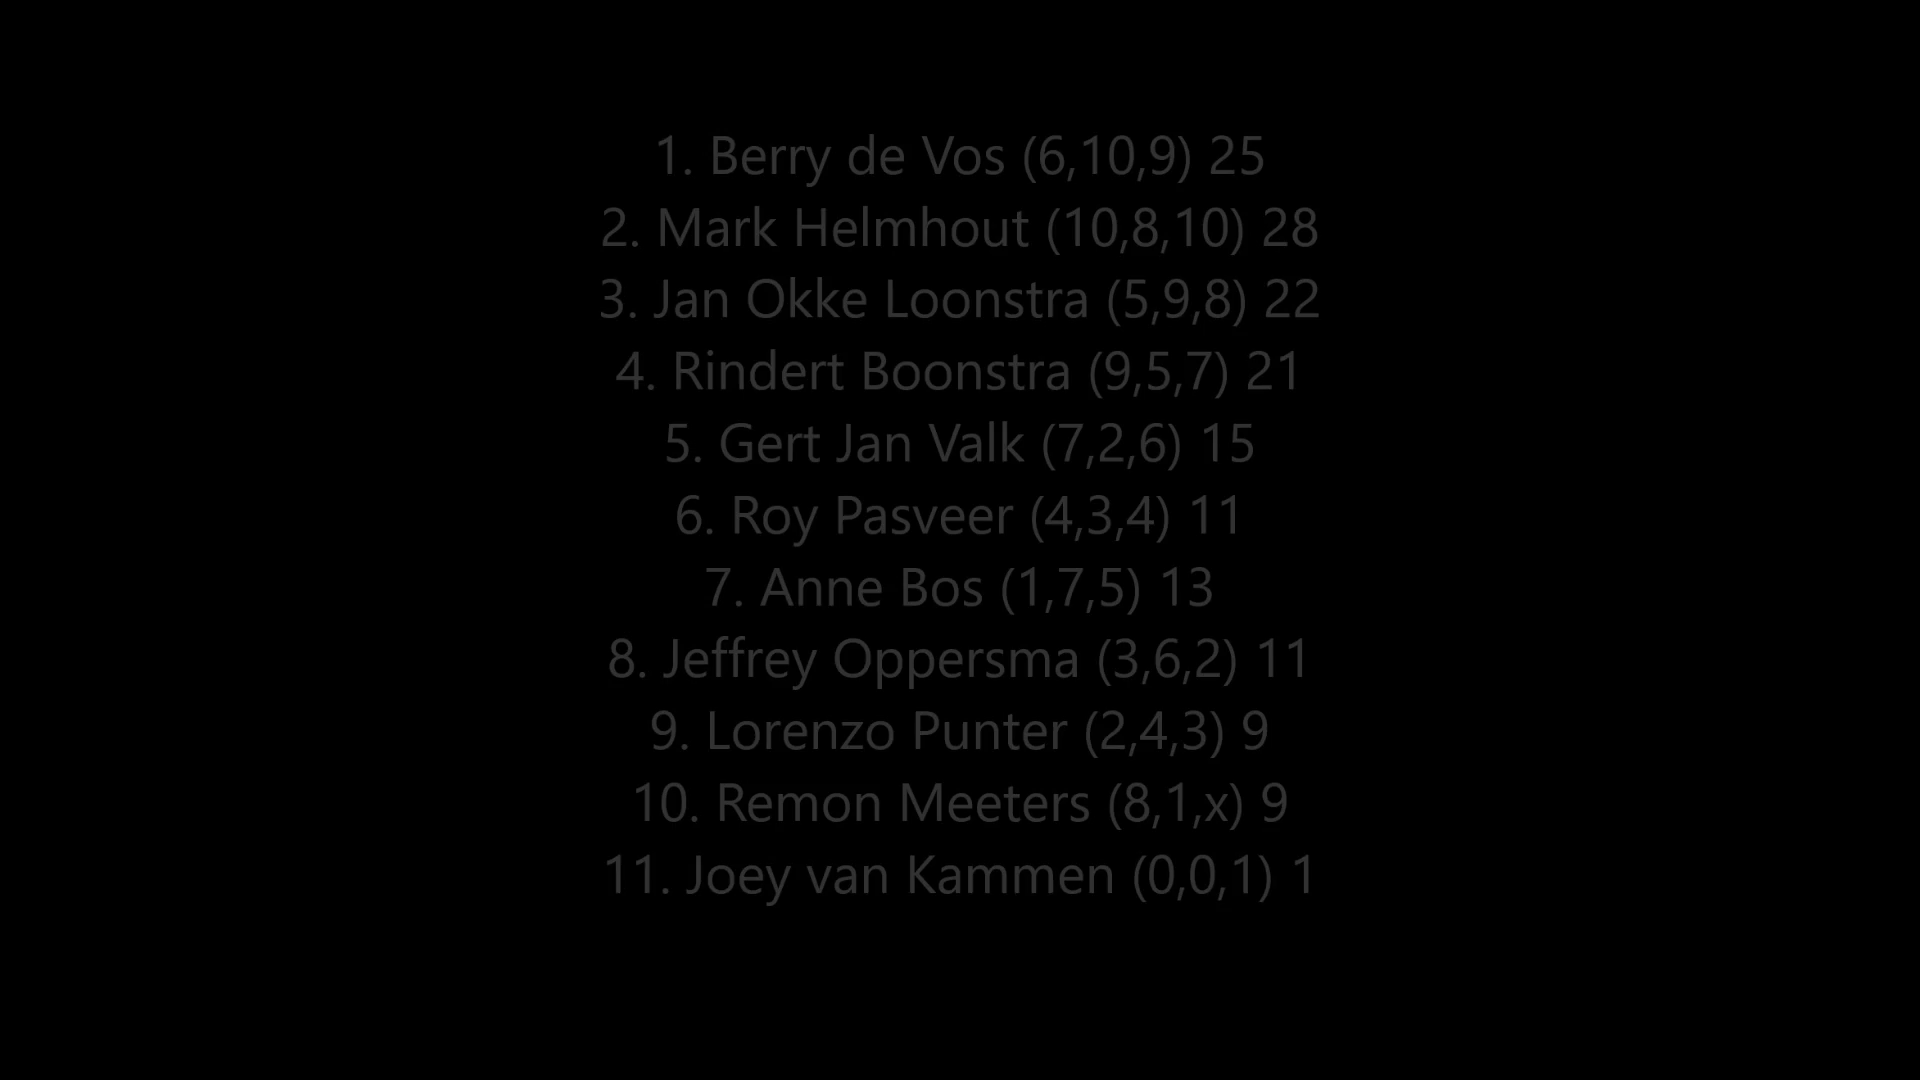 1. Berry de Vos (6,10,9) 25
2. Mark Helmhout (10,8,10) 28
3. Jan Okke Loonstra (5,9,8) 22
4. Rindert Boonstra (9,5,7) 21
5. Gert Jan Valk (7,2,6) 15
6. Roy Pasveer (4,3,4) 11
7. Anne Bos (1,7,5) 13
8. Jeffrey Oppersma (3,6,2) 11
9. Lorenzo Punter (2,4,3) 9
10. Remon Meeters (8,1,x) 9
11. Joey van Kammen (0,0,1) 1